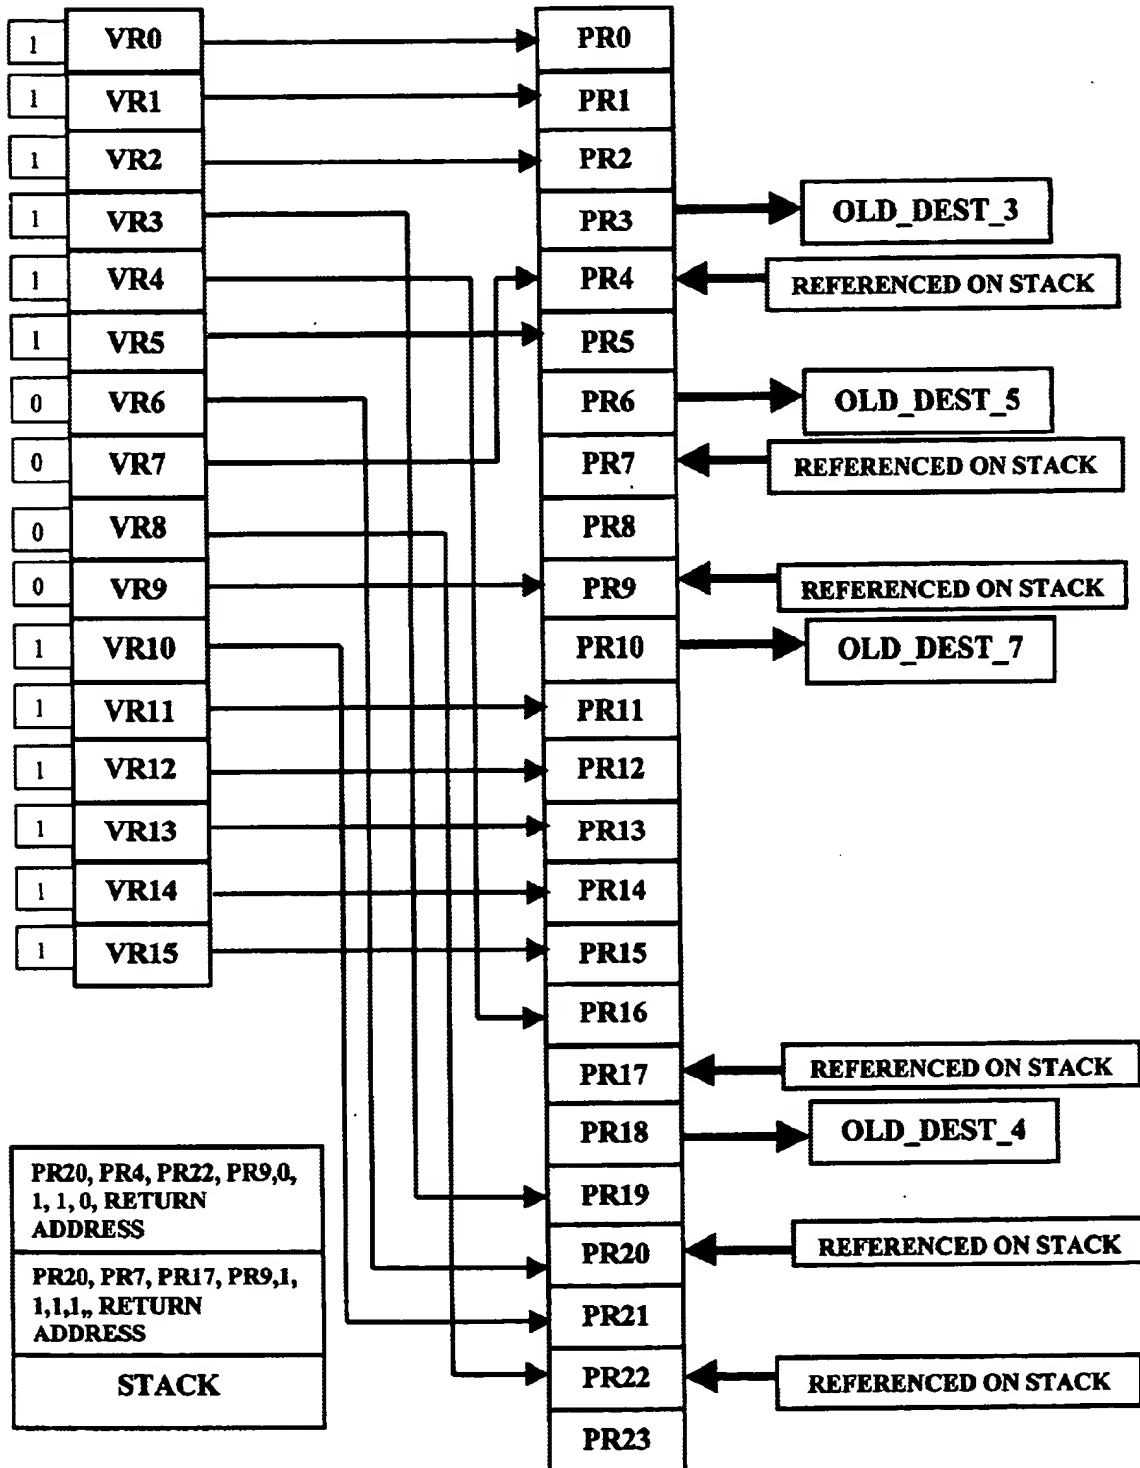 1 VR0 PR0
1 VR1 PR1
1 VR2 PR2
1 VR3 PR3 OLD_DEST_3
1 VR4 PR4 REFERENCED ON STACK
1 VR5 PR5
0 VR6 PR6 OLD_DEST_5
0 VR7 PR7 REFERENCED ON STACK
0 VR8 PR8
0 VR9 PR9 REFERENCED ON STACK
1 VR10 PR10 OLD_DEST_7
1 VR11 PR11
1 VR12 PR12
1 VR13 PR13
1 VR14 PR14
1 VR15 PR15
PR16
PR17 REFERENCED ON STACK
PR18 OLD_DEST_4
PR19
PR20 REFERENCED ON STACK
PR21
PR22 REFERENCED ON STACK
PR23
PR20, PR4, PR22, PR9,0,
1, 1, 0, RETURN
ADDRESS
PR20, PR7, PR17, PR9,1,
1,1,1,, RETURN
ADDRESS
STACK